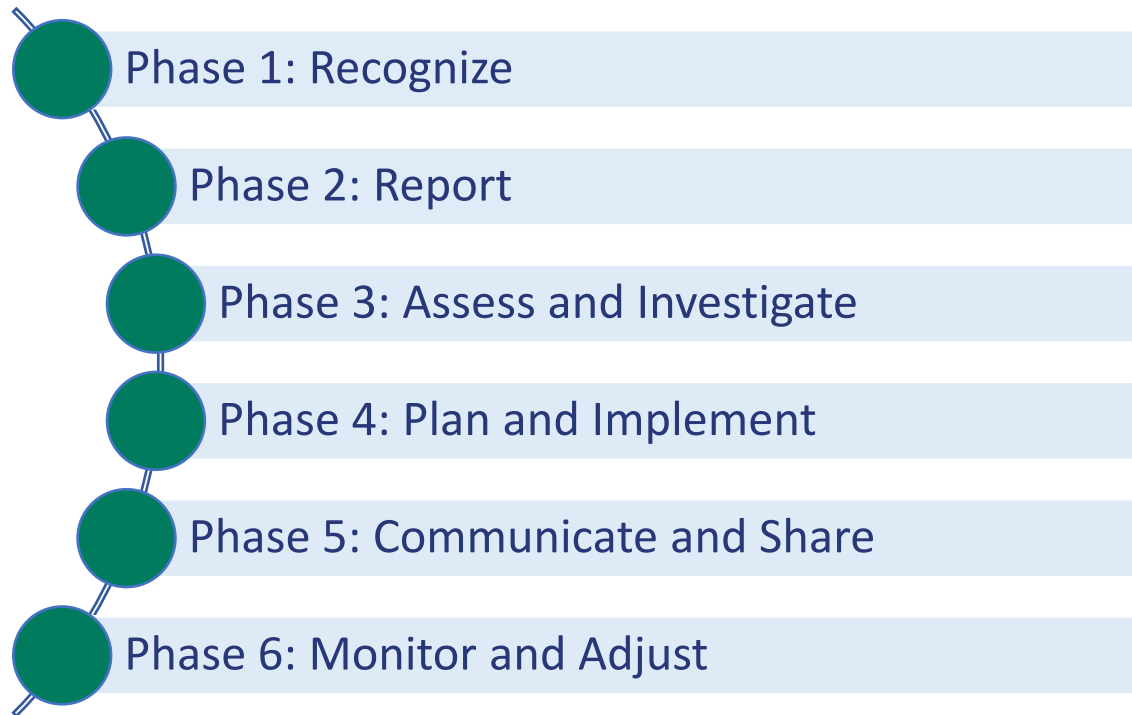 Phase 1: Recognize
Phase 2: Report
Phase 3: Assess and Investigate
Phase 4: Plan and Implement
Phase 5: Communicate and Share
Phase 6: Monitor and Adjust